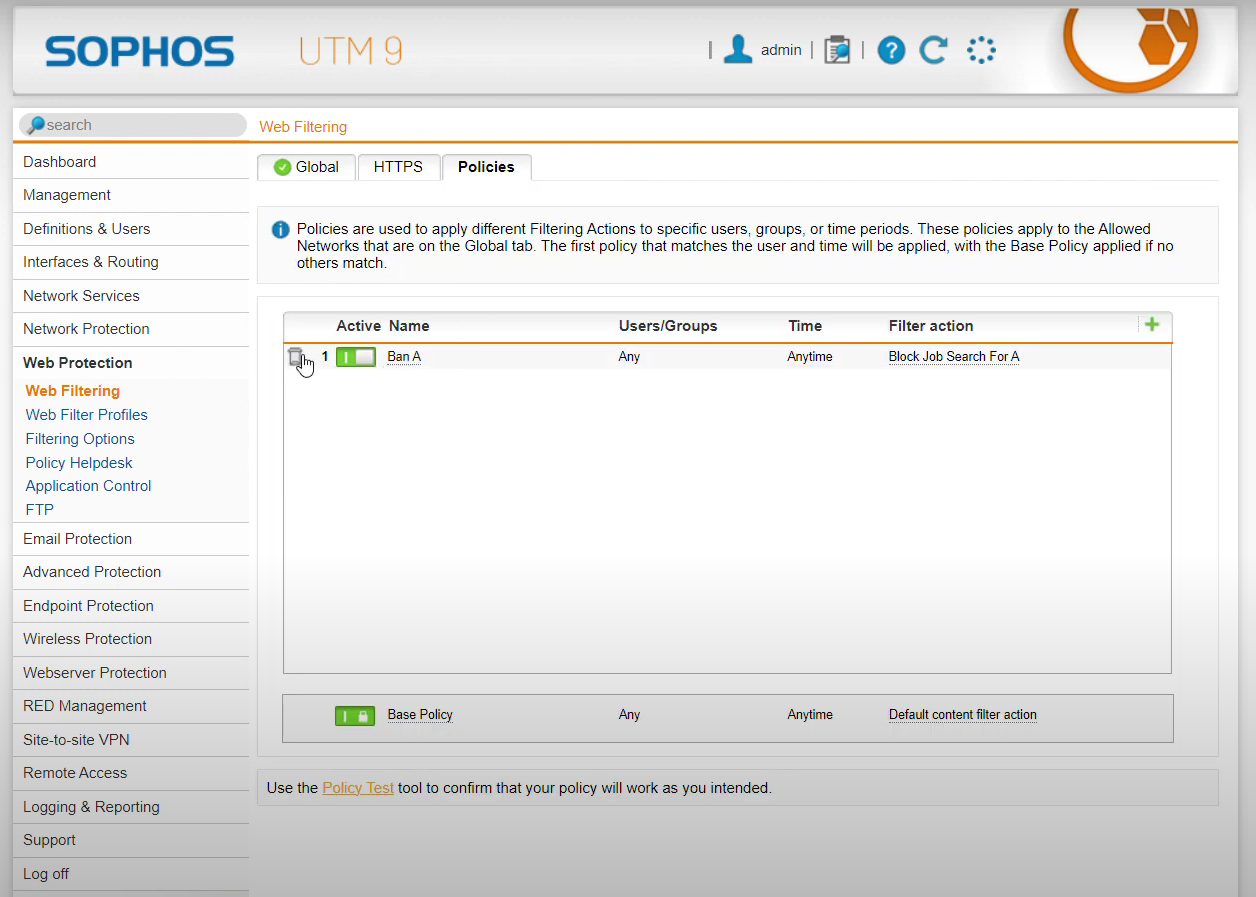 SOPHOS UTM 9 admin
search Web Filtering
Dashboard
Management
Definitions & Users
Interfaces & Routing
Network Services
Network Protection
Web Protection
Web Filtering
Web Filter Profiles
Filtering Options
Policy Helpdesk
Application Control
FTP
Email Protection
Advanced Protection
Endpoint Protection
Wireless Protection
Webserver Protection
RED Management
Site-to-site VPN
Remote Access
Logging & Reporting
Support
Log off
Global HTTPS Policies
Policies are used to apply different Filtering Actions to specific users, groups, or time periods. These policies apply to the Allowed
Networks that are on the Global tab. The first policy that matches the user and time will be applied, with the Base Policy applied if no
others match.
Active Name Users/Groups Time Filter action
1 Ban A Any Anytime Block Job Search For A
Base Policy Any Anytime Default content filter action
Use the Policy Test tool to confirm that your policy will work as you intended.